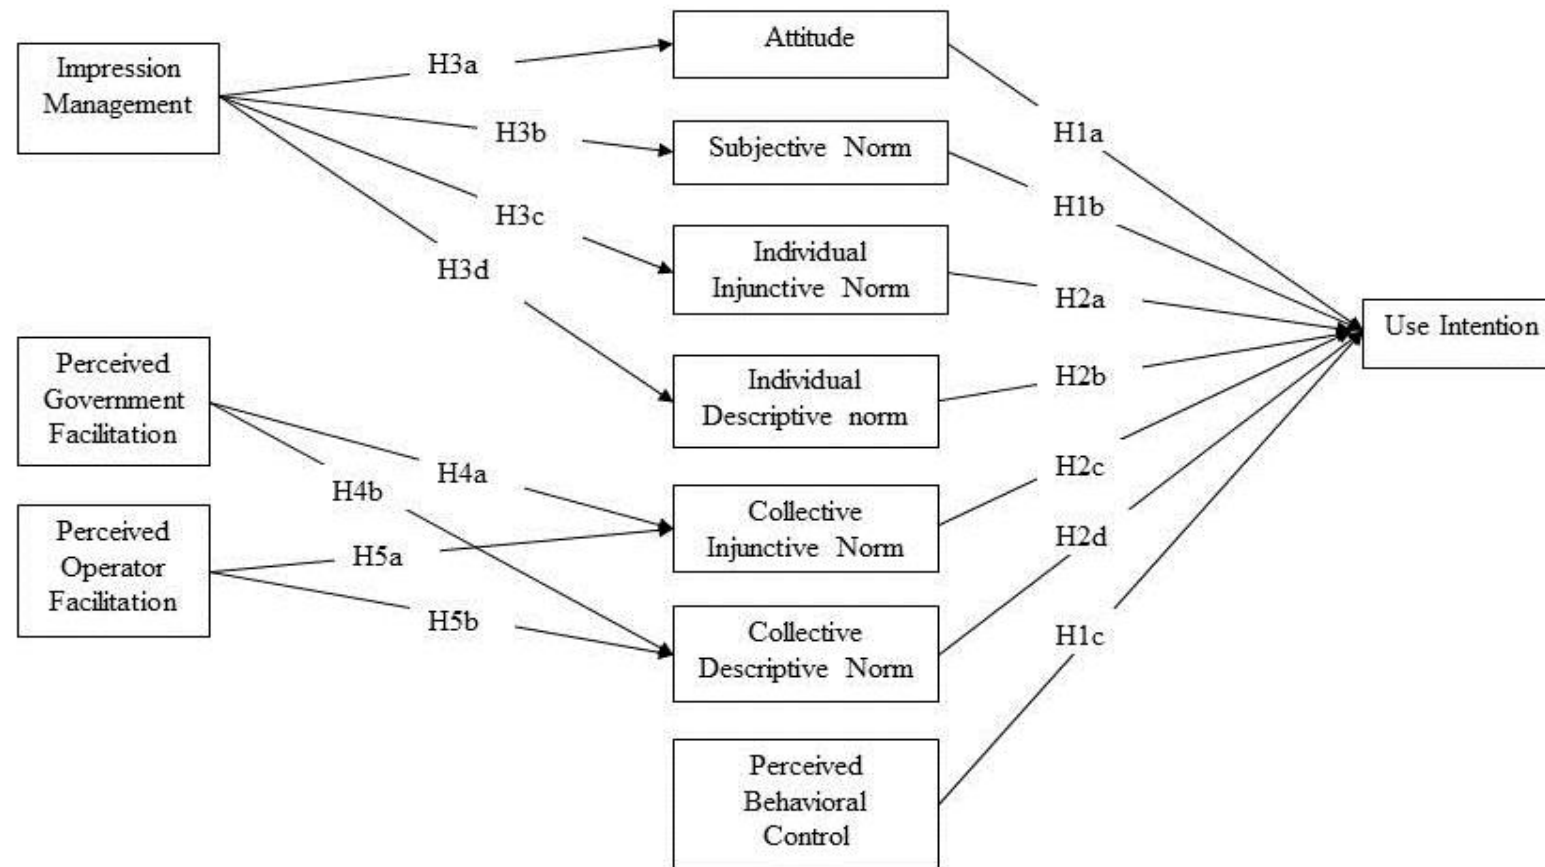 Impression
Management
Perceived
Government
Facilitation
Perceived
Operator
Facilitation
H3a
H3b
H3c
H3d
H4a
H4b
H5a
H5b
Attitude
Subjective Norm
Individual
Injunctive Norm
Individual
Descriptive norm
Collective
Injunctive Norm
Collective
Descriptive Norm
Perceived
Behavioral
Control
H1a
H1b
H2a
H2b
H2c
H2d
H1c
Use Intention